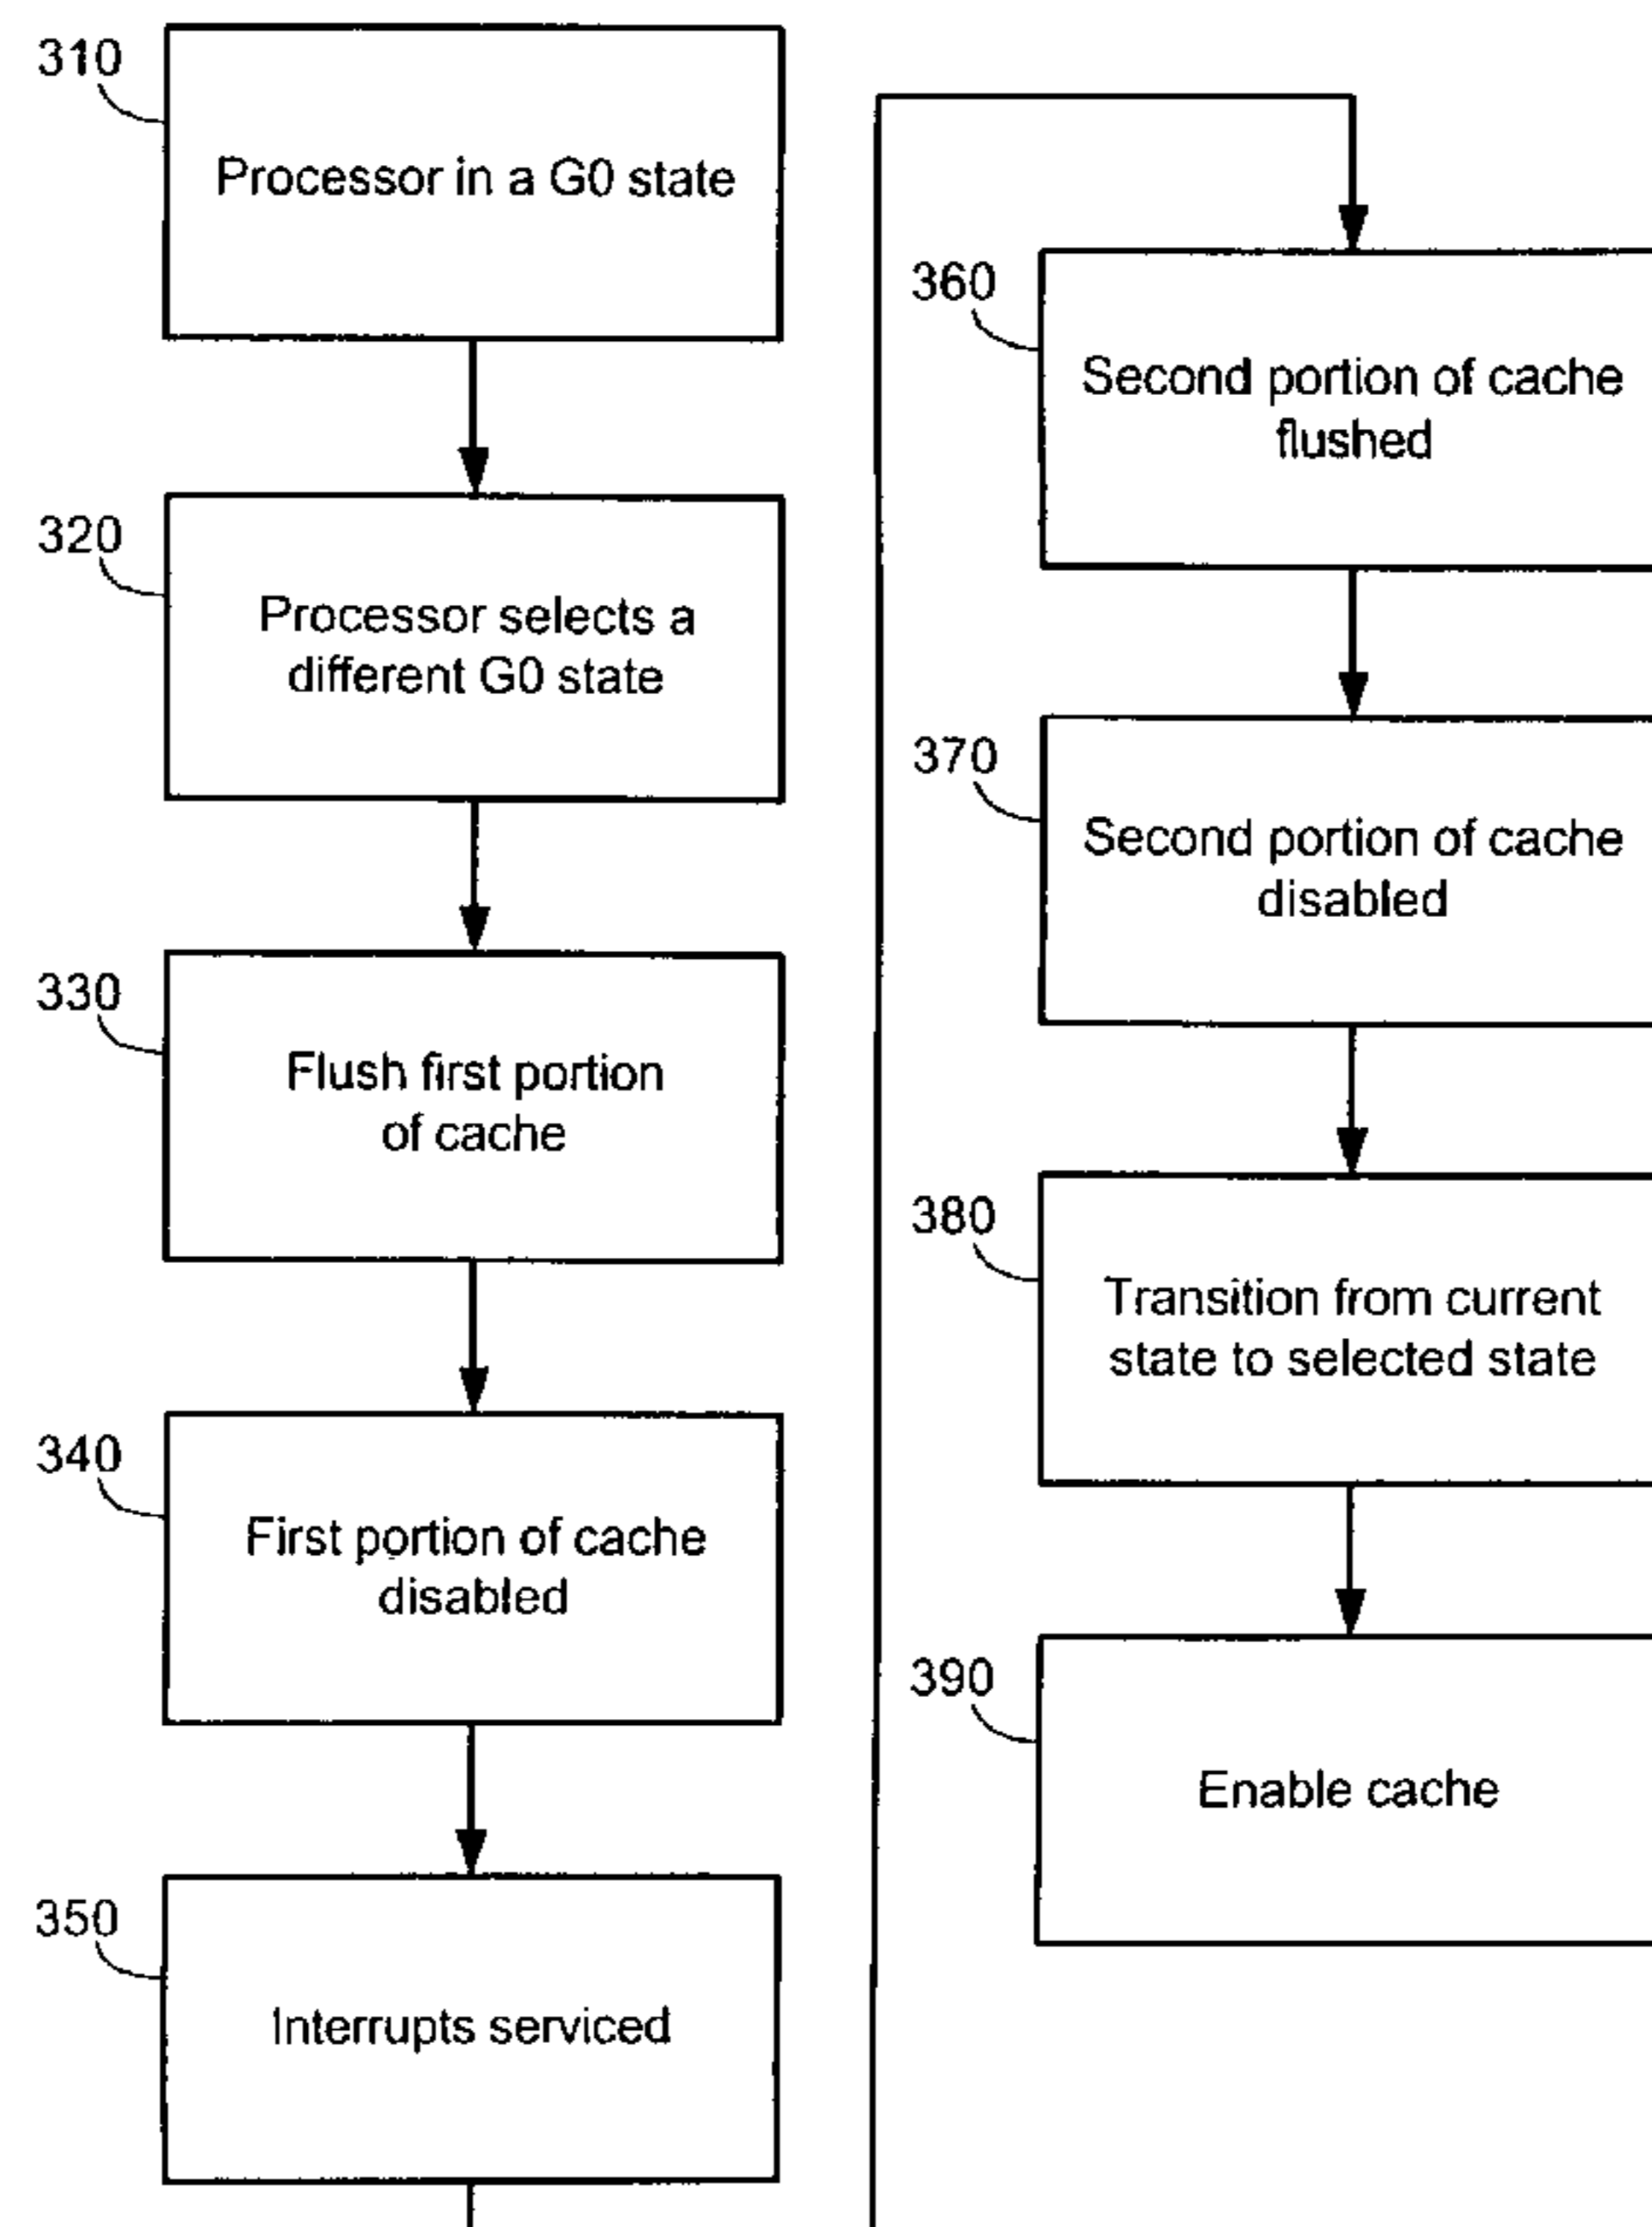 310
Processor in a G0 state
320
Processor selects a
different G0 state
330
Flush first portion
of cache
340
First portion of cache
disabled
350
Interrupts serviced
360
Second portion of cache
flushed
370
Second portion of cache
disabled
380
Transition from current
state to selected state
390
Enable cache